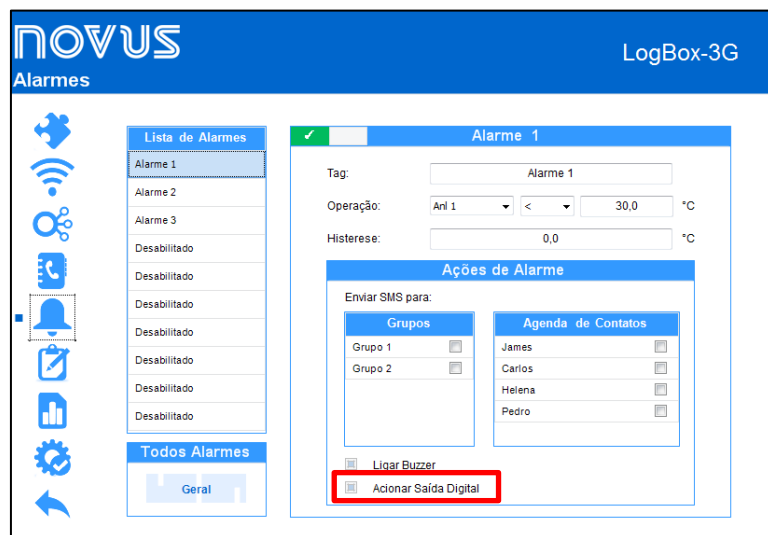 NOVUS
LogBox-3G
Alarmes
Lista de Alarmes
Alarme 1
Alarme 2
Alarme 3
Desabilitado
Desabilitado
Desabilitado
Desabilitado
Desabilitado
Desabilitado
Desabilitado
Todos Alarmes
Geral
Alarme 1
Tag: Alarme 1
Operação: Anl 1 < 30,0 °C
Histerese: 0,0 °C
Ações de Alarme
Enviar SMS para:
Grupos
Grupo 1
Grupo 2
Agenda de Contatos
James
Carlos
Helena
Pedro
Ligar Buzzer
Acionar Saída Digital